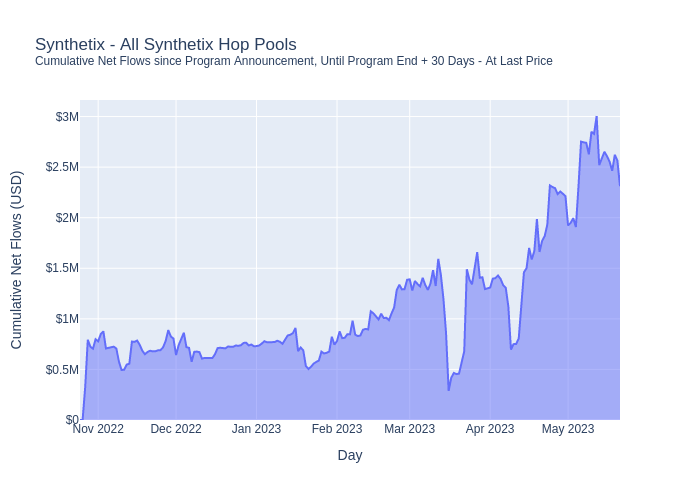 Synthetix - All Synthetix Hop Pools
Cumulative Net Flows since Program Announcement, Until Program End + 30 Days - At Last Price
Cumulative Net Flows (USD)
$3M
$2.5M
$2M
$1.5M
$1M
$0.5M
$0
Nov 2022
Dec 2022
Jan 2023
Feb 2023
Mar 2023
Apr 2023
May 2023
Day